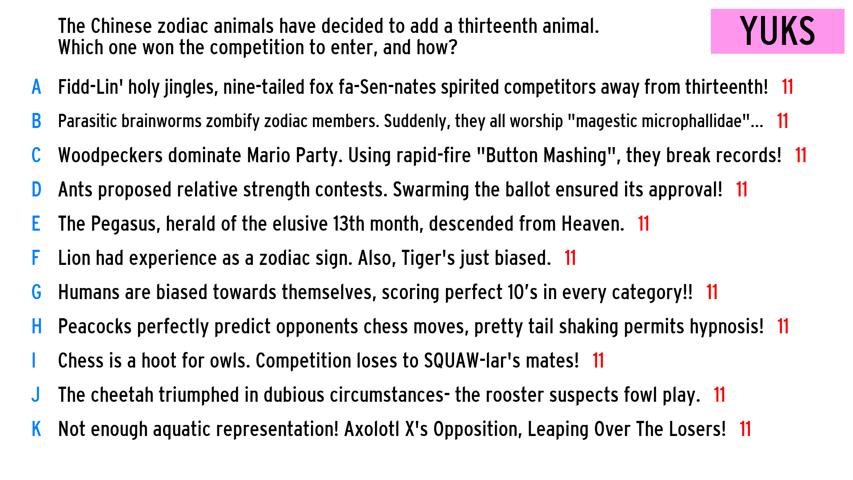 The Chinese zodiac animals have decided to add a thirteenth animal.
Which one won the competition to enter, and how?
YUKS
A Fidd-Lin' holy jingles, nine-tailed fox fa-Sen-nates spirited competitors away from thirteenth! 11
B Parasitic brainworms zombify zodiac members. Suddenly, they all worship "magestic microphallidae"... 11
C Woodpeckers dominate Mario Party. Using rapid-fire "Button Mashing", they break records! 11
D Ants proposed relative strength contests. Swarming the ballot ensured its approval! 11
E The Pegasus, herald of the elusive 13th month, descended from Heaven. 11
F Lion had experience as a zodiac sign. Also, Tiger's just biased. 11
G Humans are biased towards themselves, scoring perfect 10's in every category!! 11
H Peacocks perfectly predict opponents chess moves, pretty tail shaking permits hypnosis! 11
I Chess is a hoot for owls. Competition loses to SQUAW-lar's mates! 11
J The cheetah triumphed in dubious circumstances- the rooster suspects fowl play. 11
K Not enough aquatic representation! Axolotl X's Opposition, Leaping Over The Losers! 11